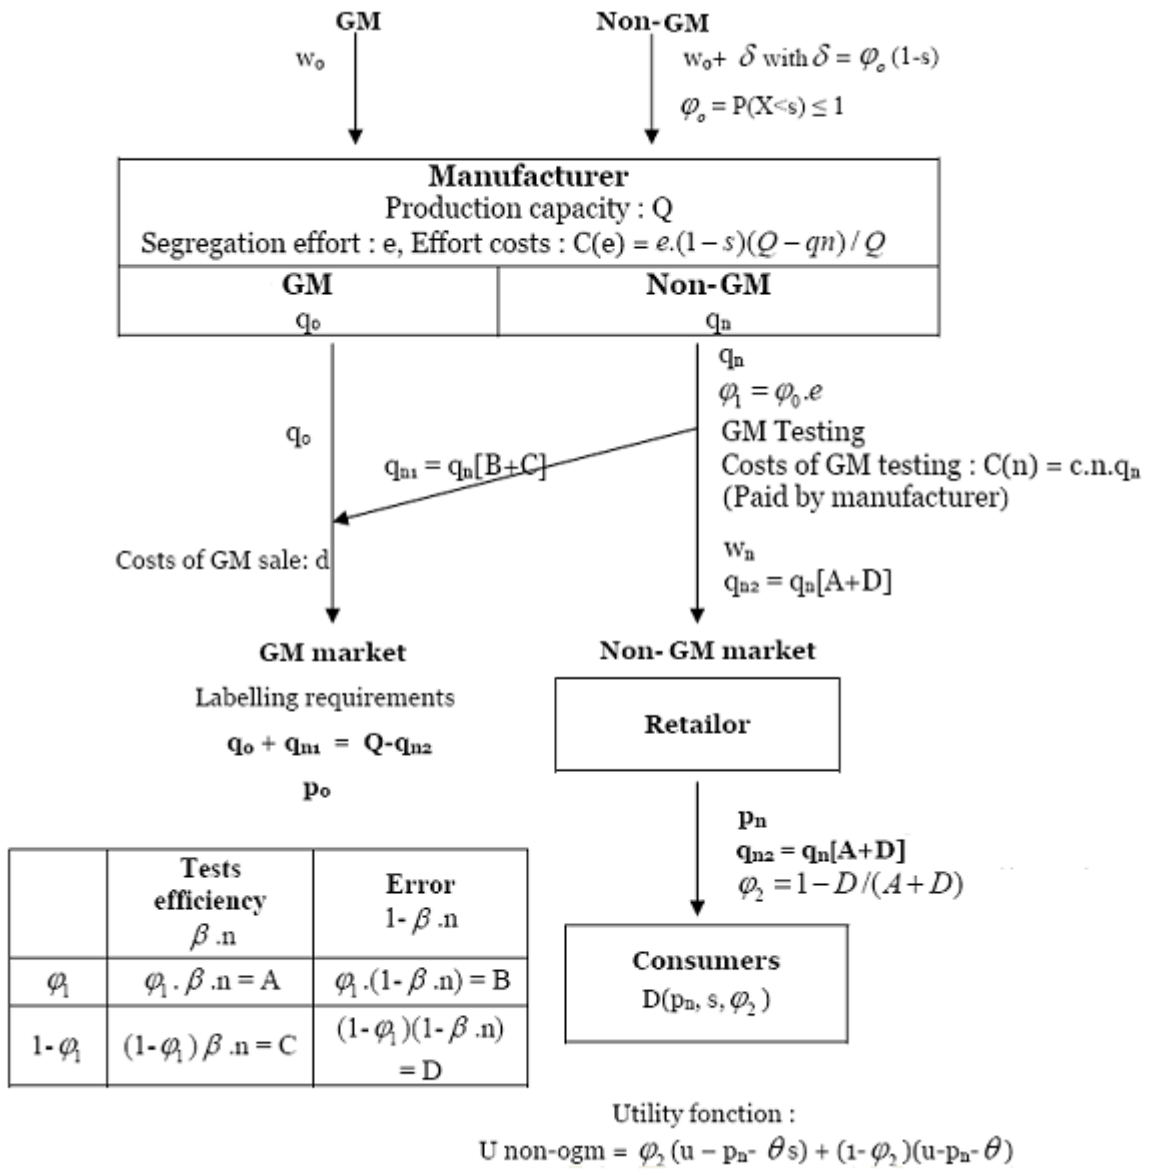 GM
Non-GM
w₀
w₀+ δ with δ = φₒ (1-s)
φₒ = P(X<s) ≤ 1
Manufacturer
Production capacity : Q
Segregation effort : e, Effort costs : C(e) = e.(1−s)(Q−qn)/Q
GM
q₀
Non-GM
qₙ
qₙ
φ₁ = φ₀.e
GM Testing
Costs of GM testing : C(n) = c.n.qₙ
(Paid by manufacturer)
q₀
qₙ₁ = qₙ[B+C]
Costs of GM sale: d
wₙ
qₙ₂ = qₙ[A+D]
GM market
Labelling requirements
q₀ + qₙ₁ = Q-qₙ₂
p₀
Non- GM market
Retailor
pₙ
qₙ₂ = qₙ[A+D]
φ₂ =1−D/(A+D)
Consumers
D(pₙ, s, φ₂ )
Tests
efficiency
β .n
Error
1- β .n
φ₁
φ₁. β .n = A
φ₁.(1- β .n) = B
1-φ₁
(1-φ₁) β .n = C
(1-φ₁)(1- β .n)
= D
Utility fonction :
U non-ogm = φ₂ (u – pₙ- θ s) + (1-φ₂)(u-pₙ- θ)